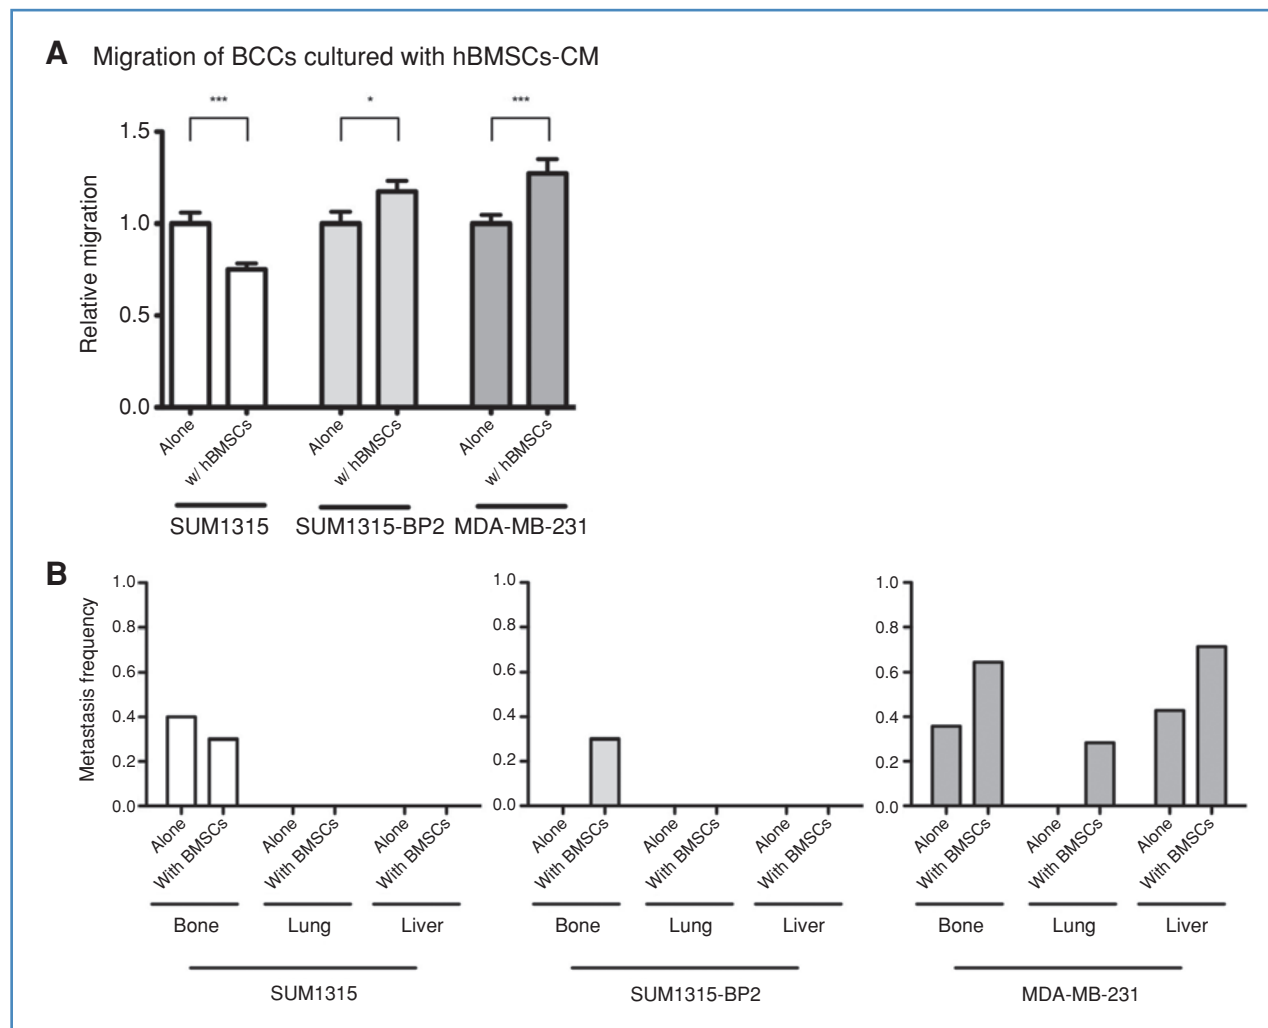 A Migration of BCCs cultured with hBMSCs-CM
*** * ***
Relative migration
1.5
1.0
0.5
0.0
Alone w/ hBMSCs Alone w/ hBMSCs Alone w/ hBMSCs
SUM1315 SUM1315-BP2 MDA-MB-231
B
Metastasis frequency
1.0
0.8
0.6
0.4
0.2
0.0
Alone With BMSCs Alone With BMSCs Alone With BMSCs
Bone Lung Liver
SUM1315
1.0
0.8
0.6
0.4
0.2
0.0
Alone With BMSCs Alone With BMSCs Alone With BMSCs
Bone Lung Liver
SUM1315-BP2
1.0
0.8
0.6
0.4
0.2
0.0
Alone With BMSCs Alone With BMSCs Alone With BMSCs
Bone Lung Liver
MDA-MB-231